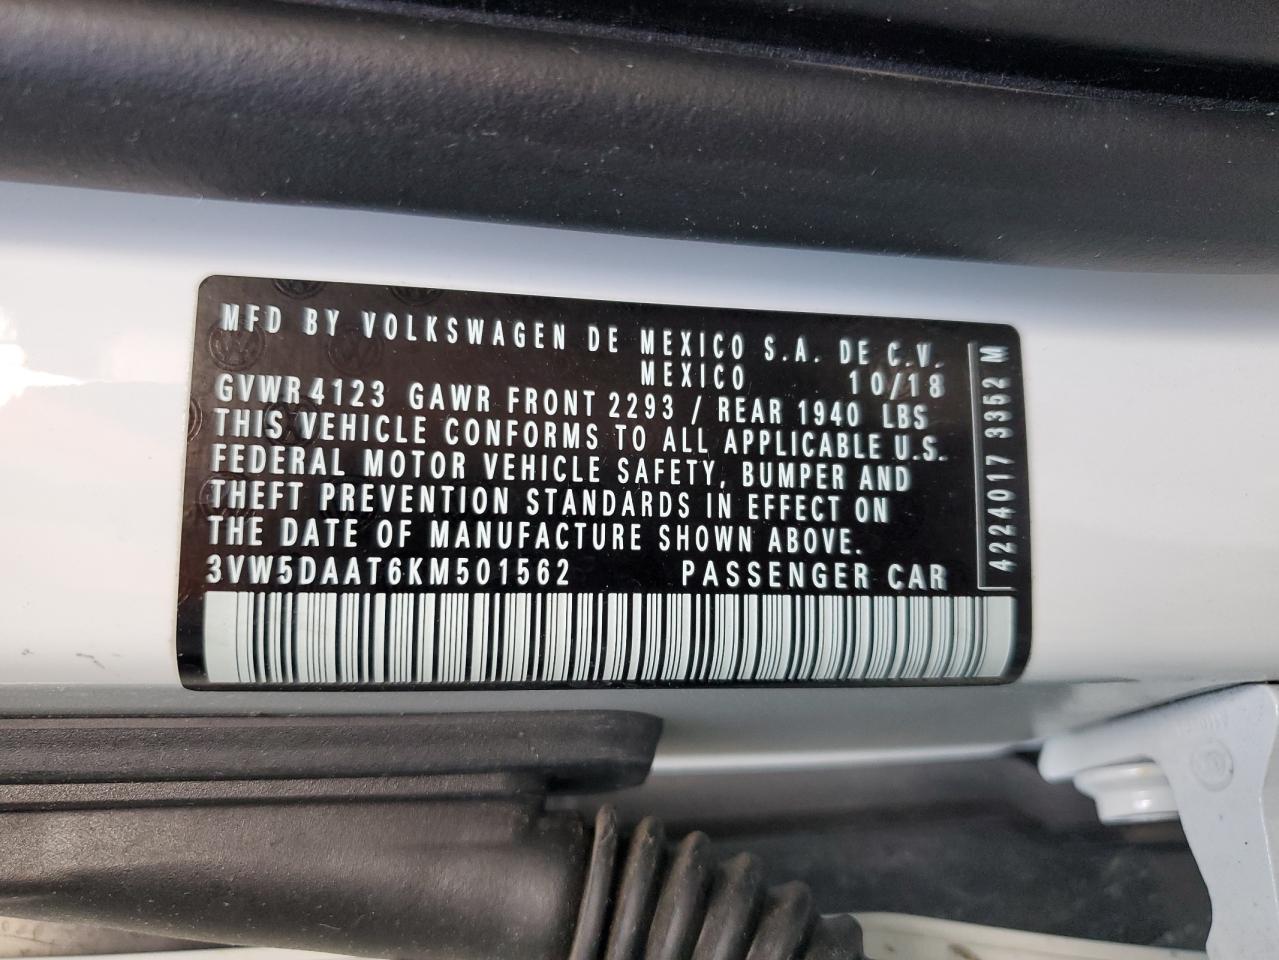 MFD BY VOLKSWAGEN DE MEXICO S.A. DE C.V.
MEXICO 10/18
GVWR 4123 GAWR FRONT 2293 / REAR 1940 LBS
THIS VEHICLE CONFORMS TO ALL APPLICABLE U.S.
FEDERAL MOTOR VEHICLE SAFETY, BUMPER AND
THEFT PREVENTION STANDARDS IN EFFECT ON
THE DATE OF MANUFACTURE SHOWN ABOVE.
3VW5DAAT6KM501562 PASSENGER CAR
4224017 3352 M